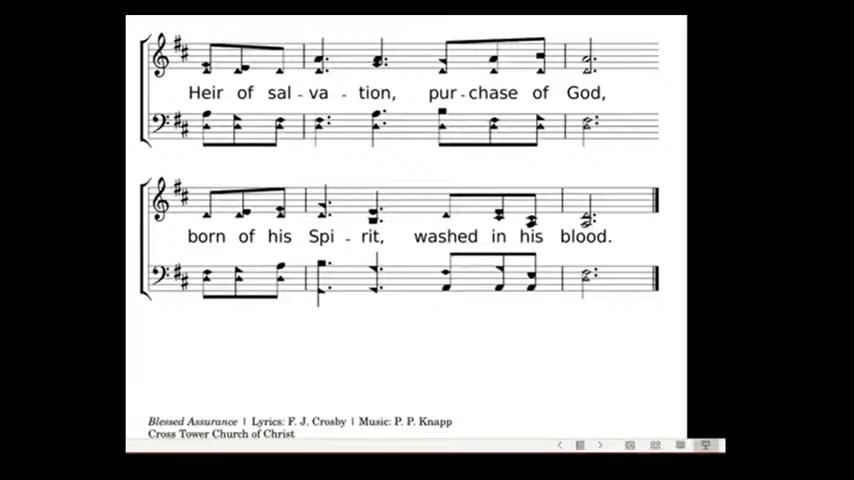 Heir of sal - va - tion, pur - chase of God,
born of his Spi - rit, washed in his blood.
Blessed Assurance | Lyrics: F. J. Crosby | Music: P. P. Knapp
Cross Tower Church of Christ